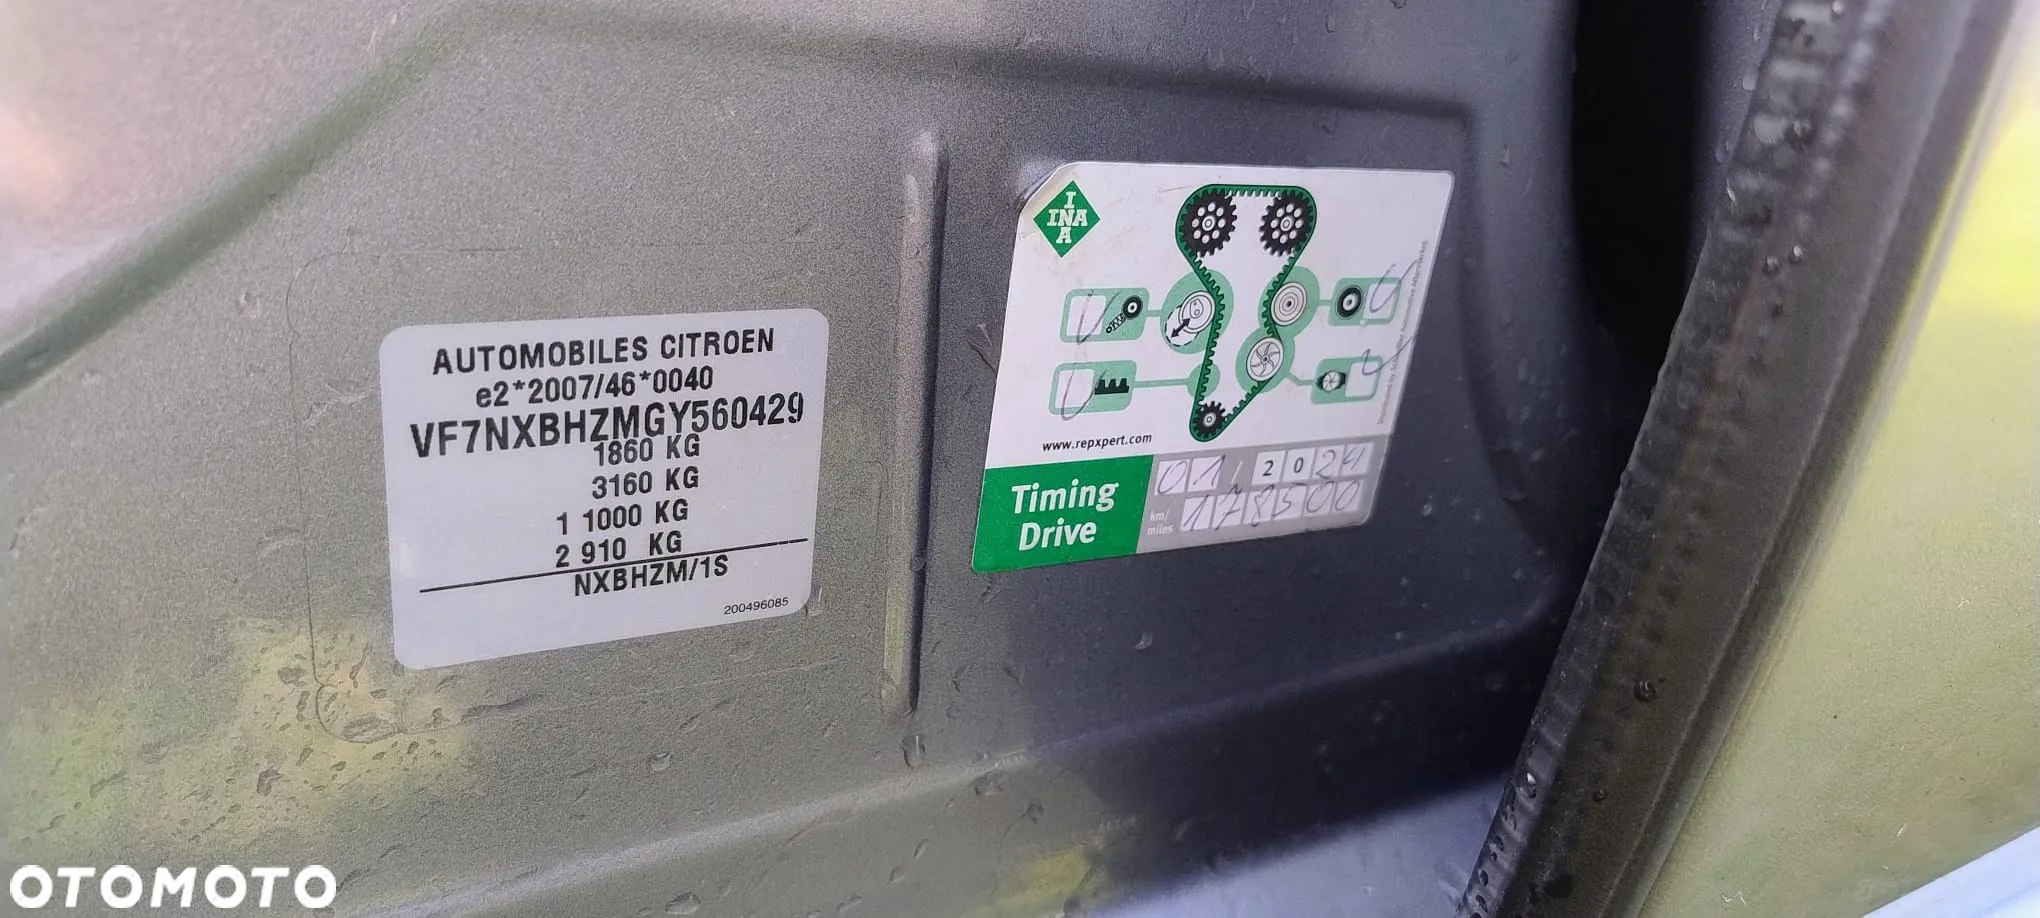 AUTOMOBILES CITROEN
e2*2007/46*0040
VF7NXBHZMGY560429
1860 KG
3160 KG
1 1000 KG
2 910 KG
NXBHZM/1S
200496085
INA
www.repxpert.com
Timing Drive
01/2024
km/miles 178500
OTOMOTO